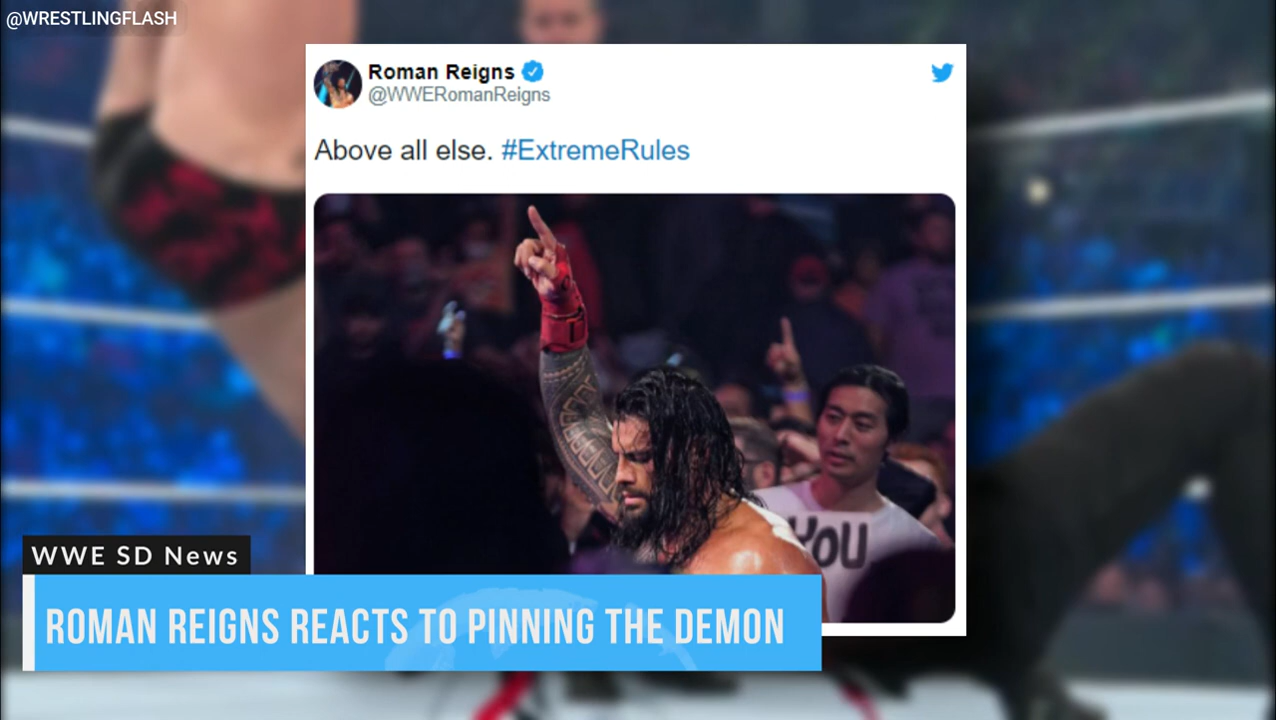 @WRESTLINGFLASH
Roman Reigns
@WWERomanReigns
Above all else. #ExtremeRules
YOU
WWE SD News
ROMAN REIGNS REACTS TO PINNING THE DEMON